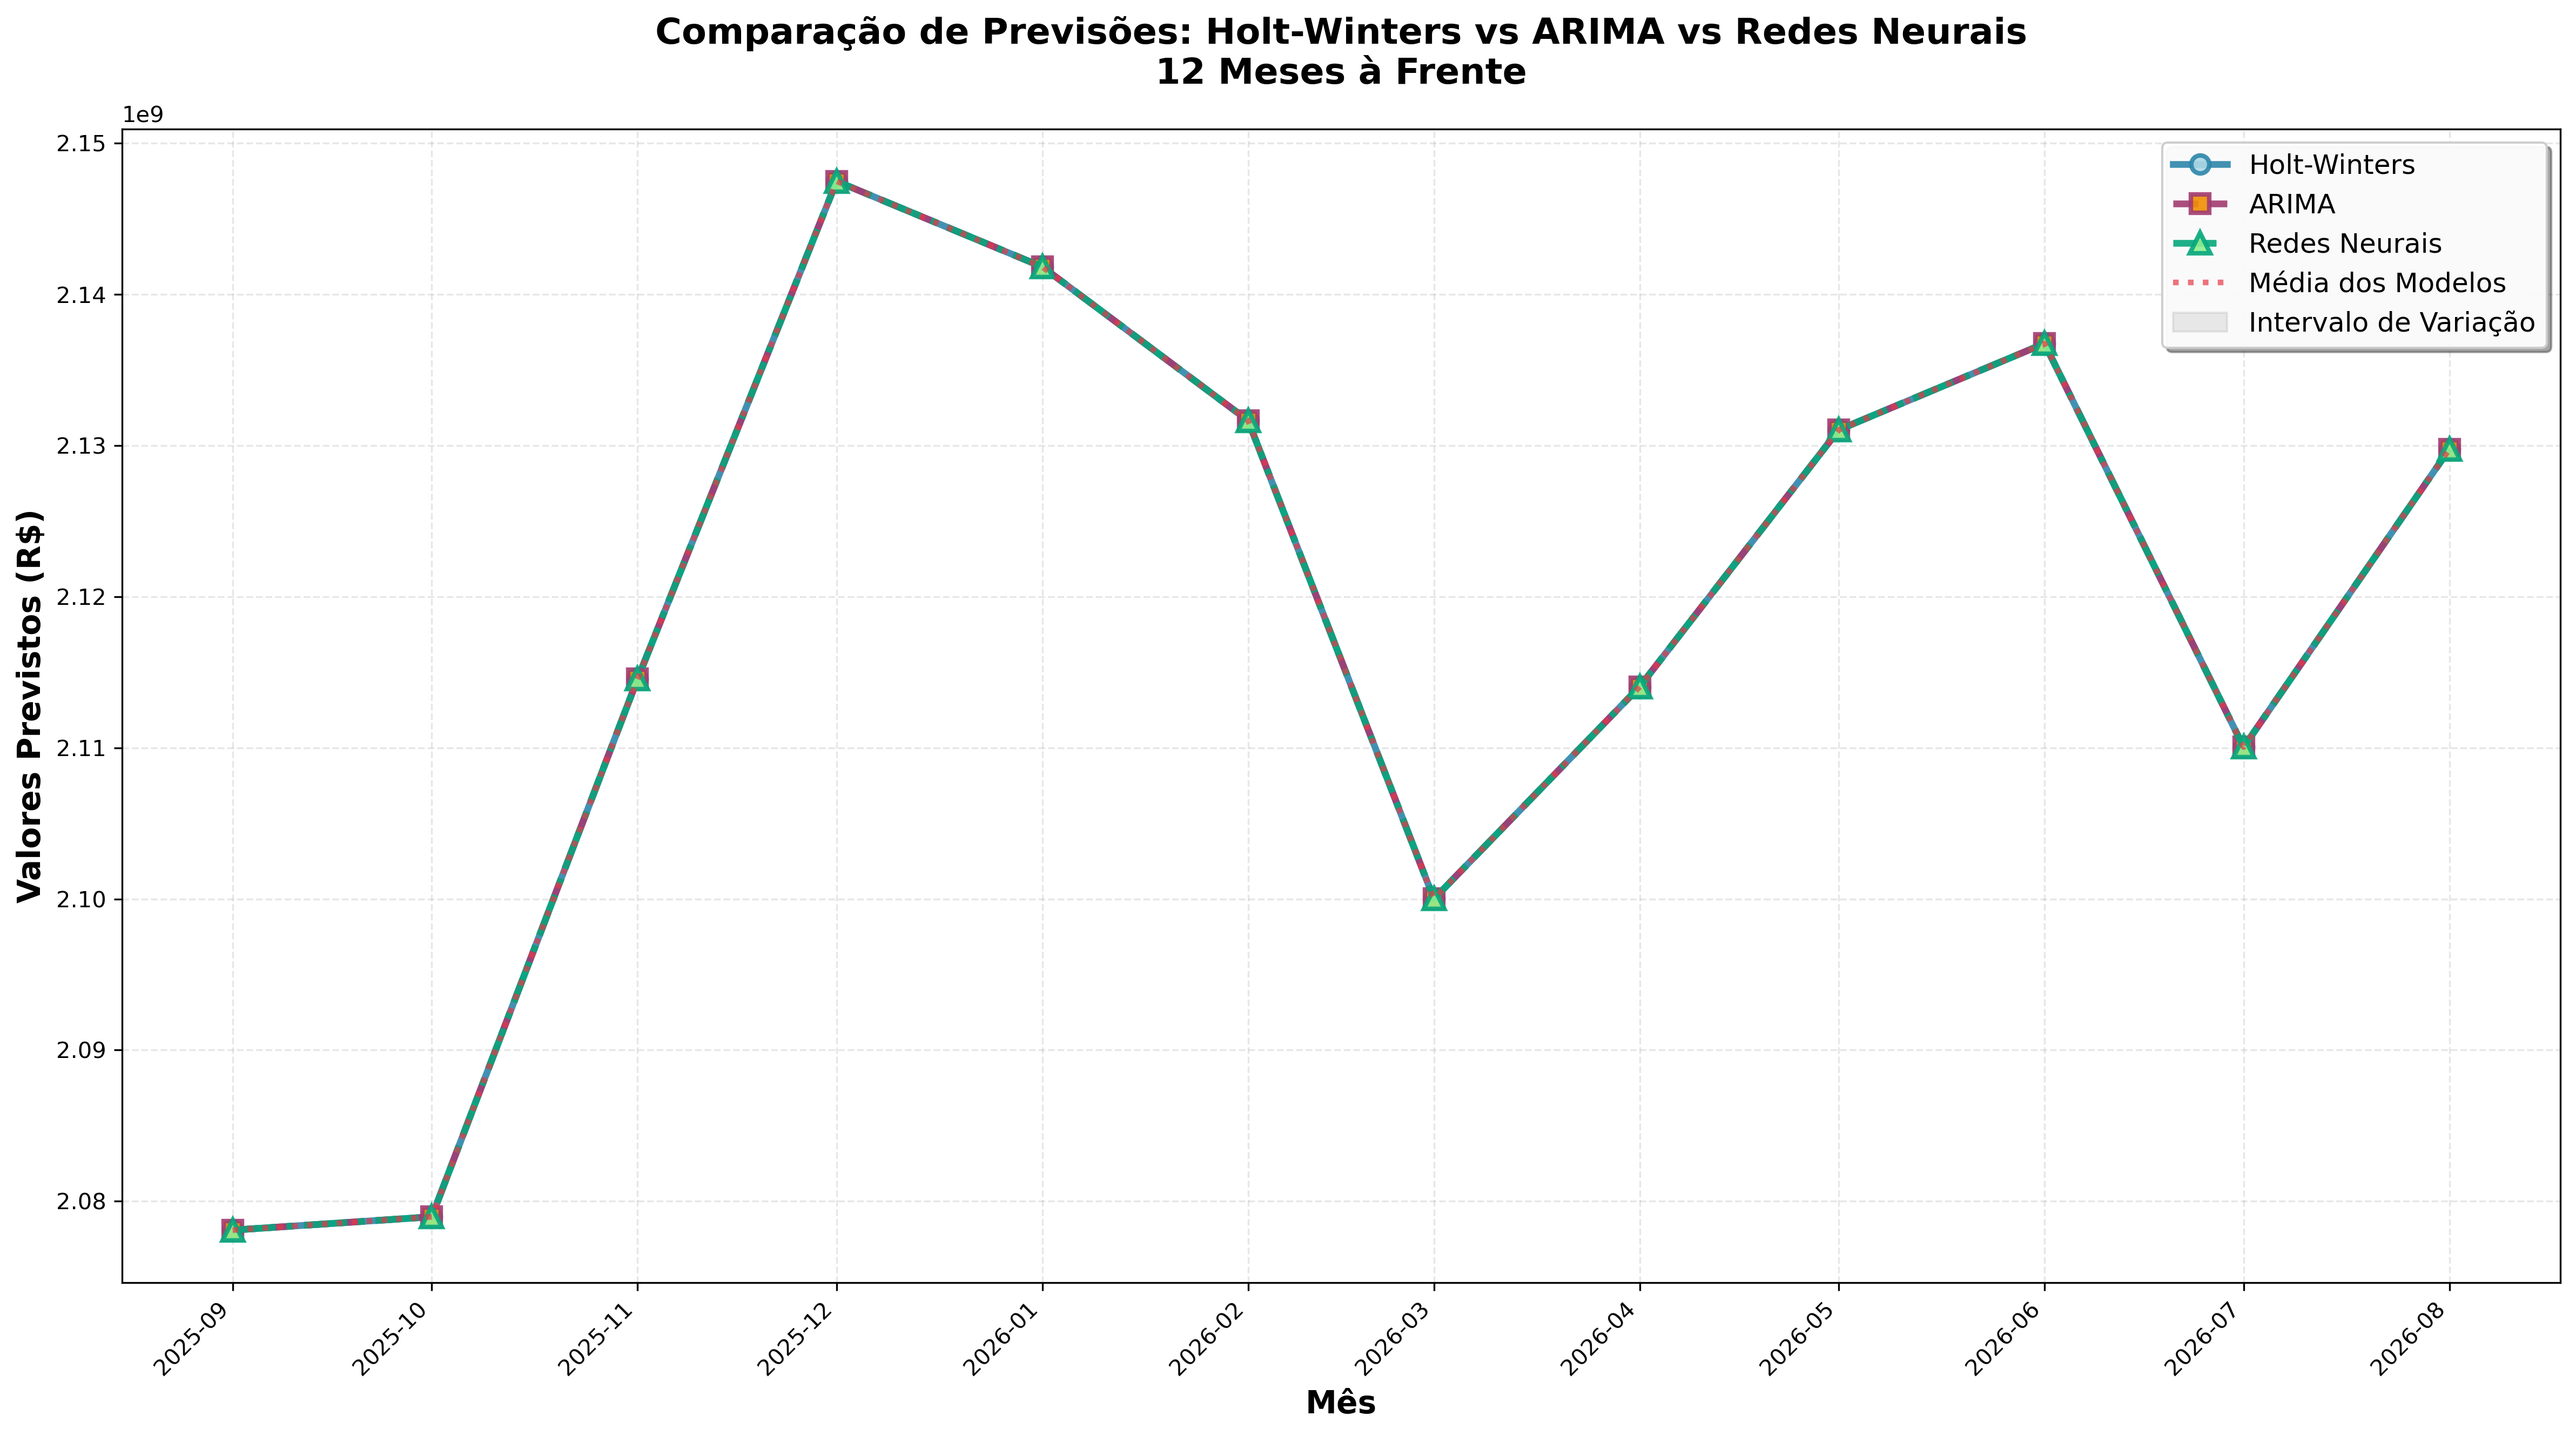 Comparação de Previsões: Holt-Winters vs ARIMA vs Redes Neurais
12 Meses à Frente
1e9
2.15
2.14
2.13
2.12
2.11
2.10
2.09
2.08
Valores Previstos (R$)
Holt-Winters
ARIMA
Redes Neurais
Média dos Modelos
Intervalo de Variação
2025-09
2025-10
2025-11
2025-12
2026-01
2026-02
2026-03
2026-04
2026-05
2026-06
2026-07
2026-08
Mês